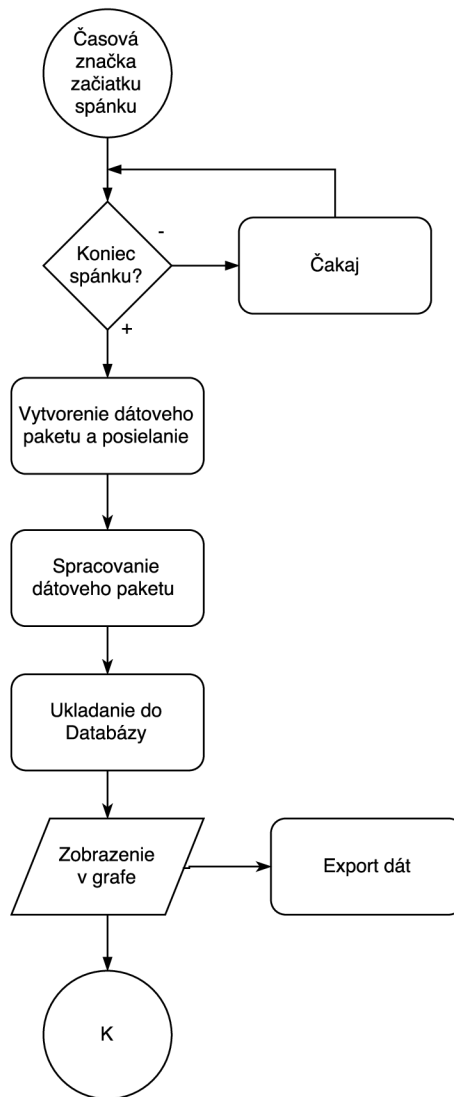 Časová
značka
začiatku
spánku
Koniec
spánku?
-
Čakaj
+
Vytvorenie dátoveho
paketu a posielanie
Spracovanie
dátoveho paketu
Ukladanie do
Databázy
Zobrazenie
v grafe
Export dát
K